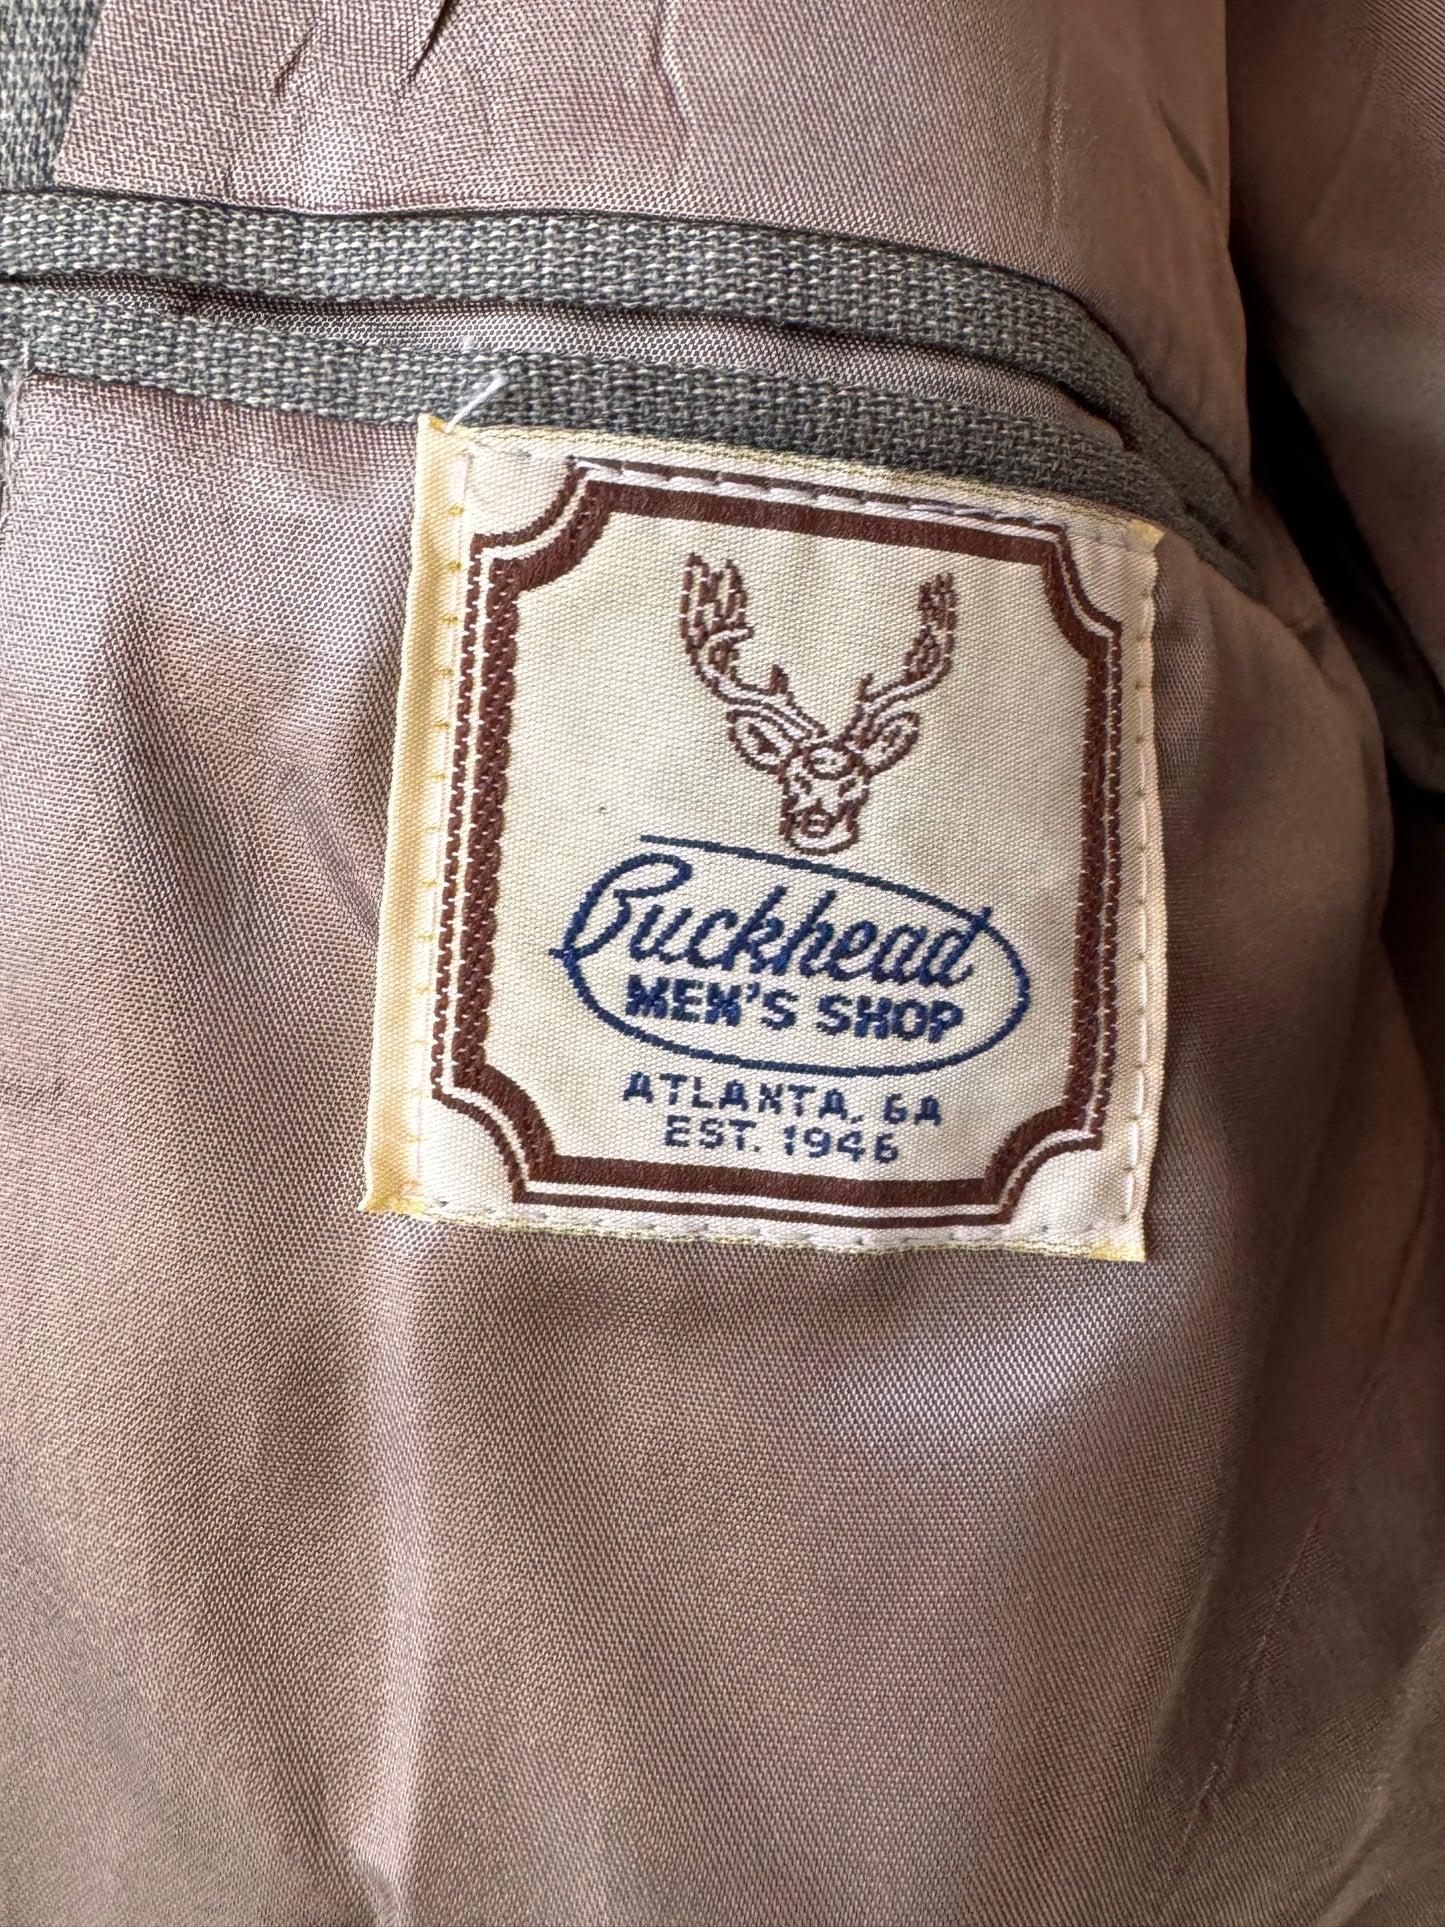 Buckhead
MEN'S SHOP
ATLANTA, GA
EST. 1946